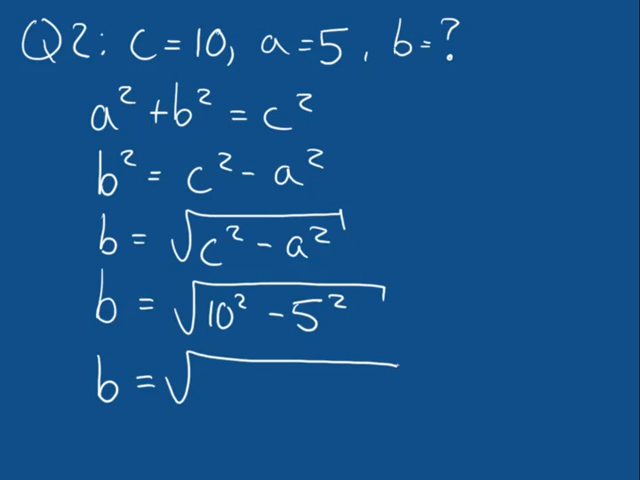 Q2: c = 10, a = 5, b = ?
a² + b² = c²
b² = c² - a²
b = √(c² - a²)
b = √(10² - 5²)
b = √